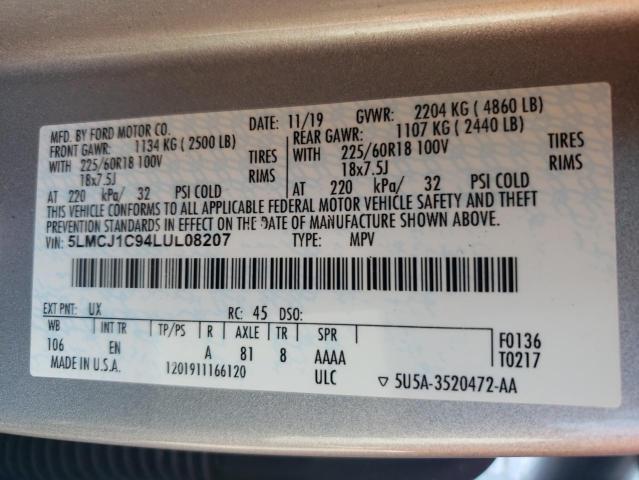 MFD. BY FORD MOTOR CO.
DATE: 11/19 GVWR: 2204 KG ( 4860 LB)
FRONT GAWR: 1134 KG ( 2500 LB) REAR GAWR: 1107 KG ( 2440 LB)
WITH 225/60R18 100V TIRES WITH 225/60R18 100V TIRES
18x7.5J RIMS 18x7.5J RIMS
AT 220 kPa/ 32 PSI COLD AT 220 kPa/ 32 PSI COLD
THIS VEHICLE CONFORMS TO ALL APPLICABLE FEDERAL MOTOR VEHICLE SAFETY AND THEFT
PREVENTION STANDARDS IN EFFECT ON THE DATE OF MANUFACTURE SHOWN ABOVE.
VIN: 5LMCJ1C94LUL08207 TYPE: MPV
EXT PNT: UX RC: 45 DSO:
WB INT TR TP/PS R AXLE TR SPR
106 EN A 81 8 AAAA
F0136
T0217
MADE IN U.S.A. 1201911166120 ULC ▽ 5U5A-3520472-AA